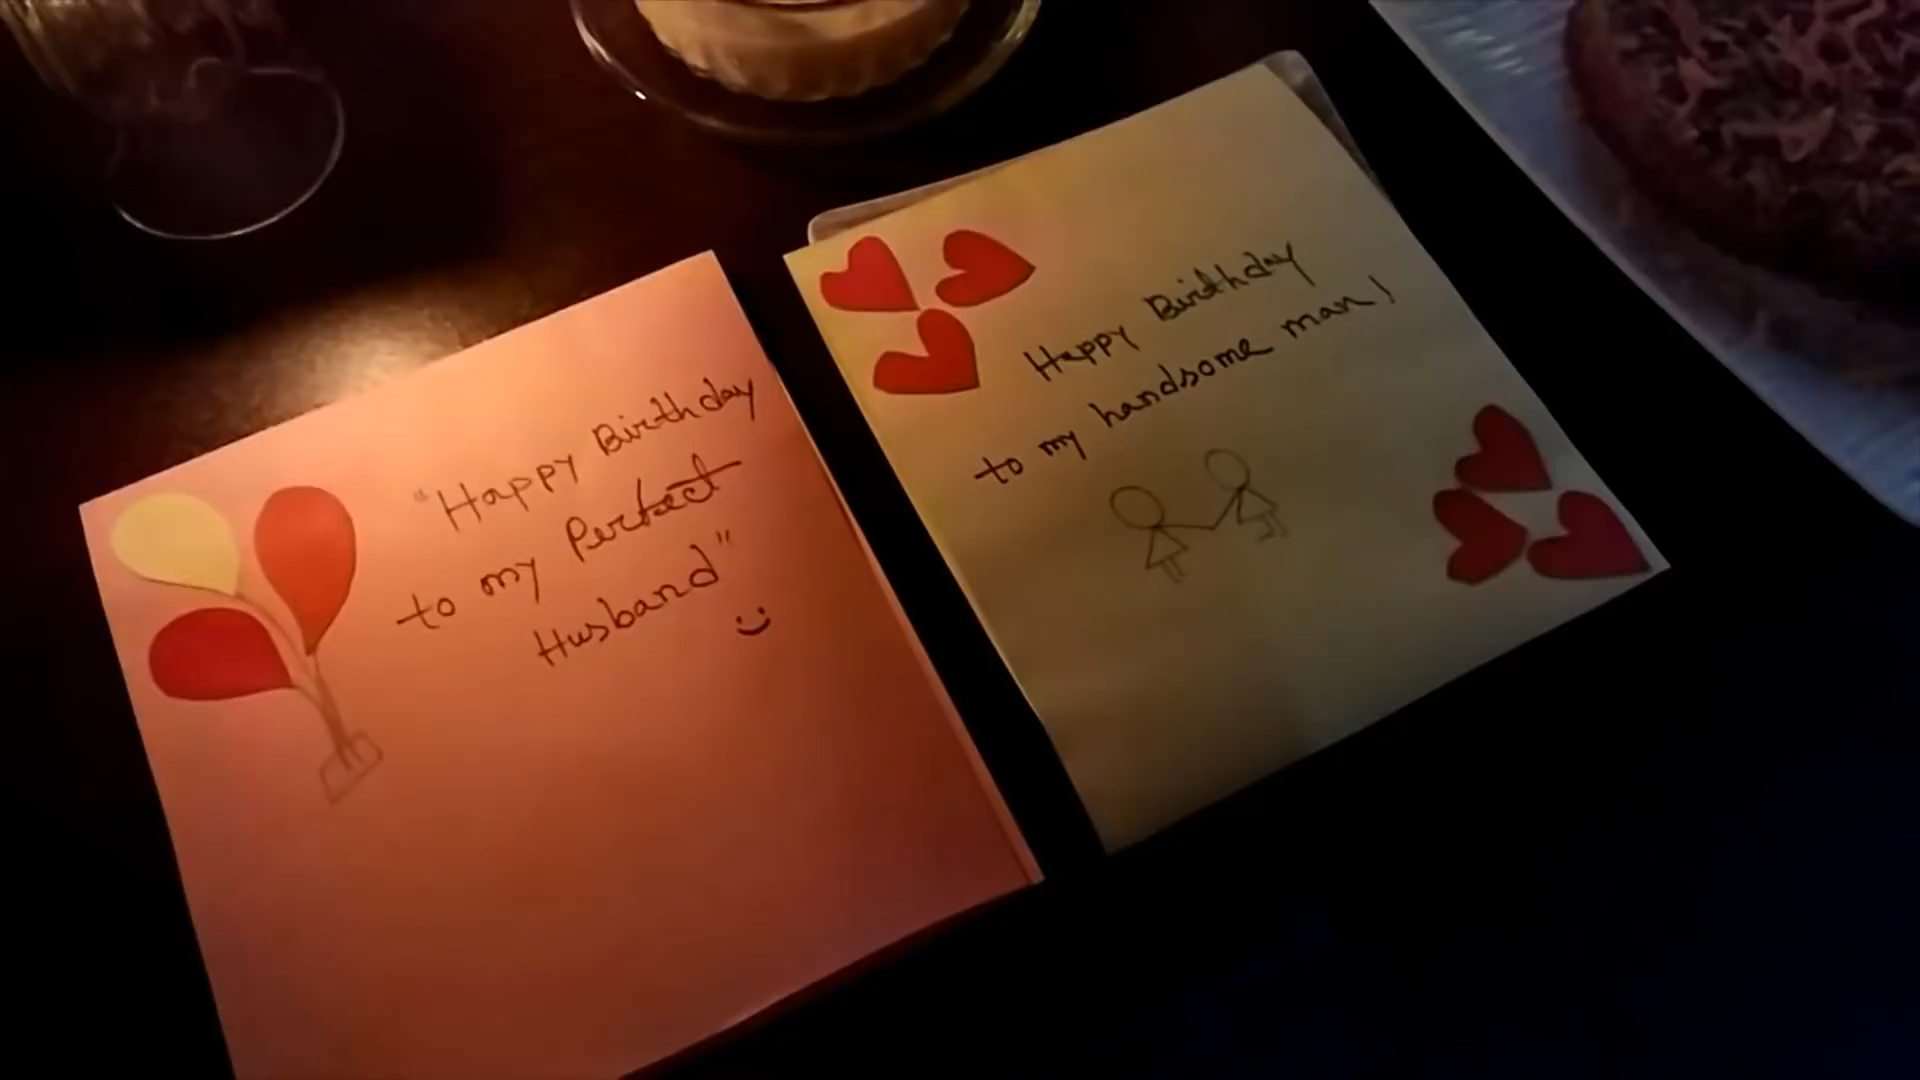 "Happy Birthday
to my Perfect
Husband"
Happy Birthday
to my handsome man!